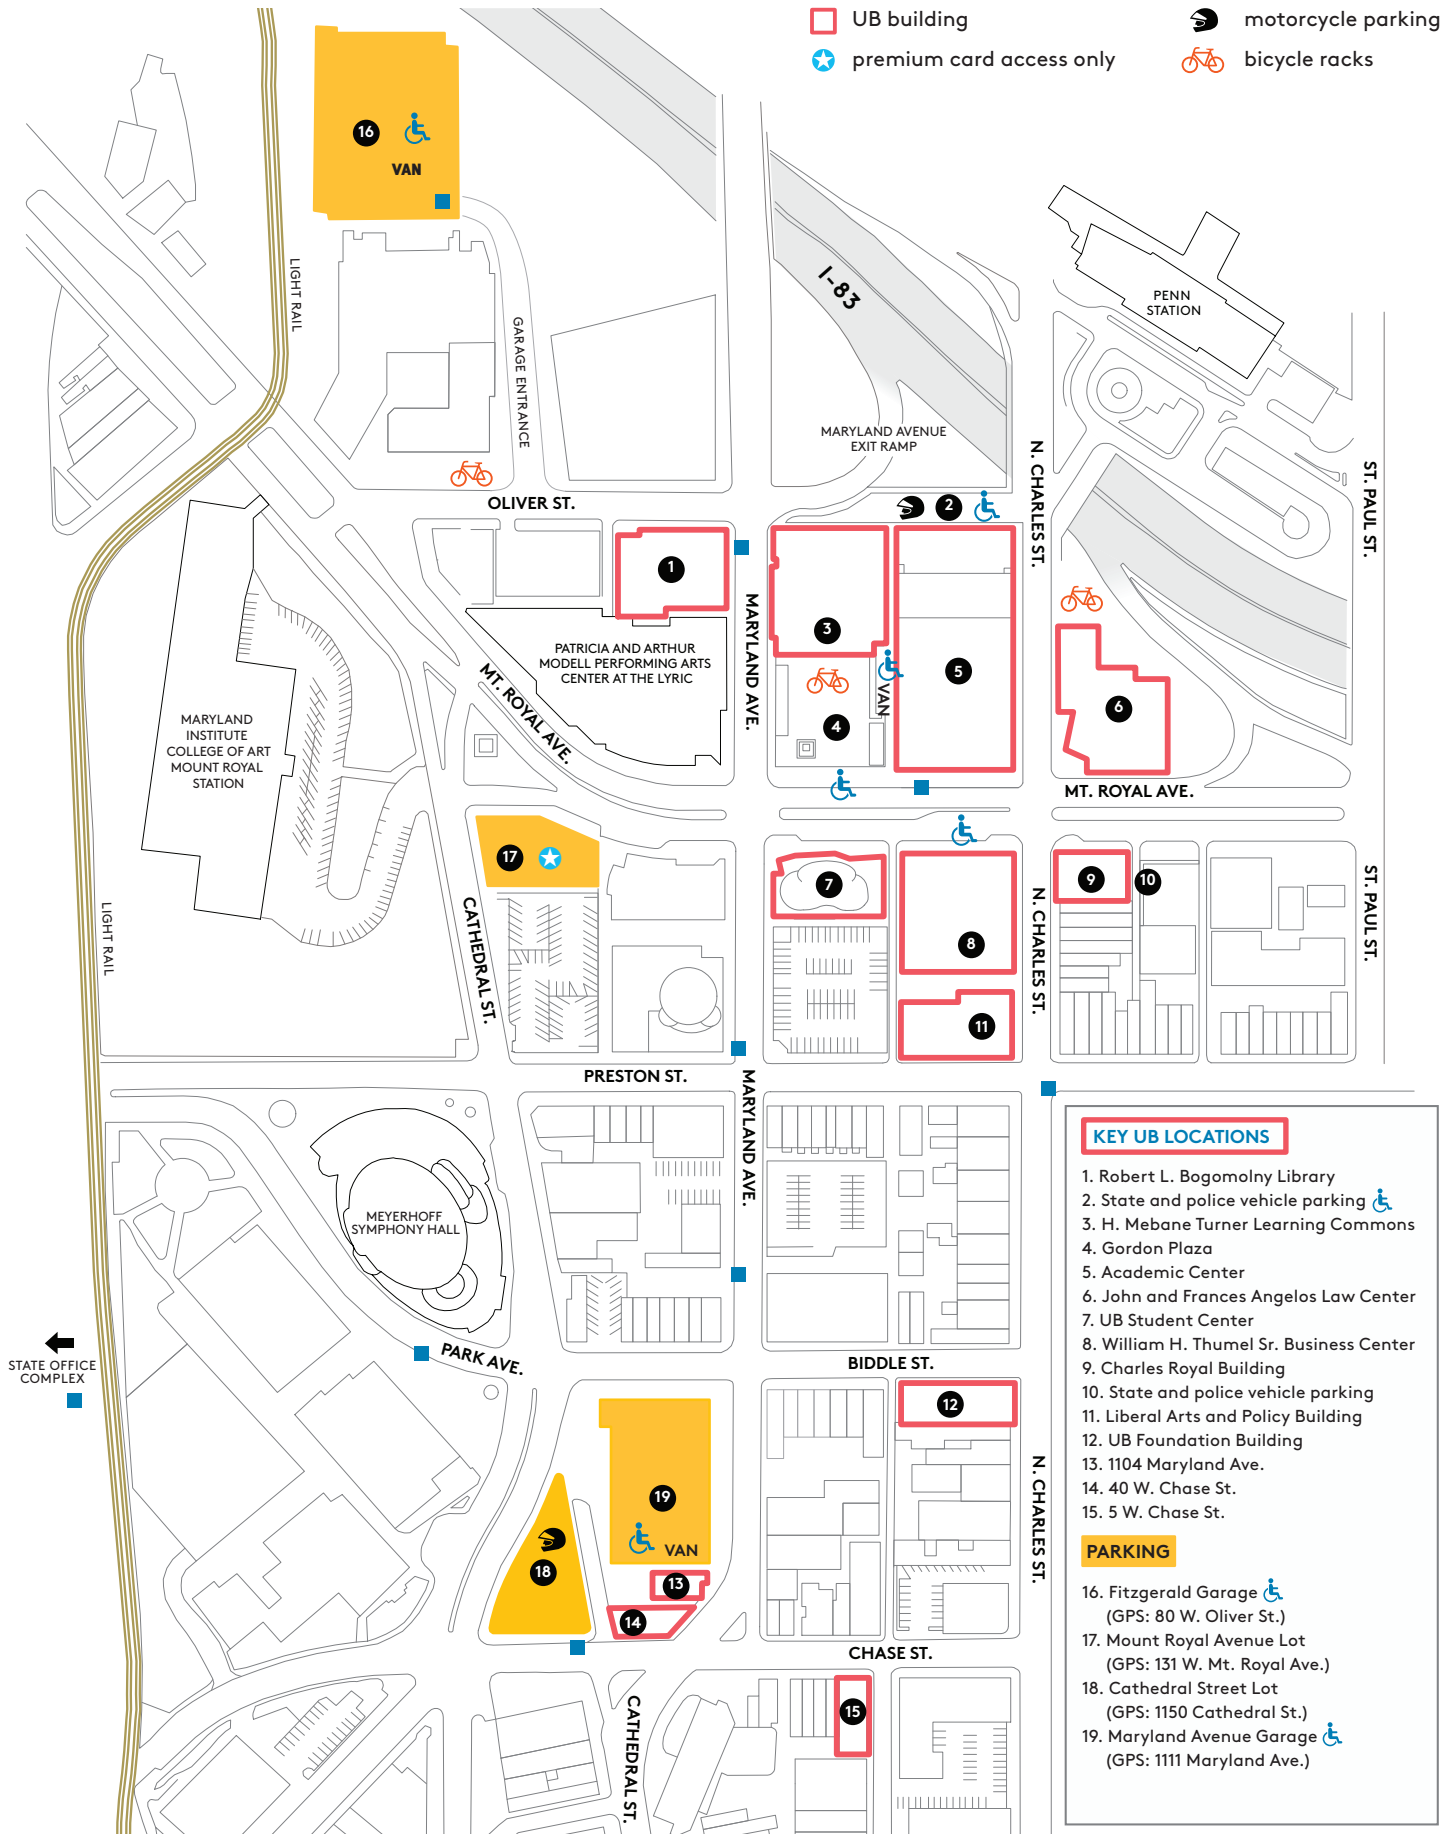 UB building
motorcycle parking
premium card access only
bicycle racks
16
VAN
LIGHT RAIL
GARAGE ENTRANCE
I-83
PENN
STATION
MARYLAND AVENUE
EXIT RAMP
N. CHARLES ST.
ST. PAUL ST.
OLIVER ST.
2
1
3
MARYLAND AVE.
PATRICIA AND ARTHUR
MODELL PERFORMING ARTS
CENTER AT THE LYRIC
MT. ROYAL AVE.
VAN
5
4
6
MARYLAND
INSTITUTE
COLLEGE OF ART
MOUNT ROYAL
STATION
MT. ROYAL AVE.
17
7
9
10
8
11
CATHEDRAL ST.
N. CHARLES ST.
ST. PAUL ST.
LIGHT RAIL
PRESTON ST.
MARYLAND AVE.
MEYERHOFF
SYMPHONY HALL
PARK AVE.
BIDDLE ST.
STATE OFFICE
COMPLEX
12
N. CHARLES ST.
19
VAN
18
13
14
CHASE ST.
CATHEDRAL ST.
15
KEY UB LOCATIONS
1. Robert L. Bogomolny Library
2. State and police vehicle parking
3. H. Mebane Turner Learning Commons
4. Gordon Plaza
5. Academic Center
6. John and Frances Angelos Law Center
7. UB Student Center
8. William H. Thumel Sr. Business Center
9. Charles Royal Building
10. State and police vehicle parking
11. Liberal Arts and Policy Building
12. UB Foundation Building
13. 1104 Maryland Ave.
14. 40 W. Chase St.
15. 5 W. Chase St.
PARKING
16. Fitzgerald Garage
(GPS: 80 W. Oliver St.)
17. Mount Royal Avenue Lot
(GPS: 131 W. Mt. Royal Ave.)
18. Cathedral Street Lot
(GPS: 1150 Cathedral St.)
19. Maryland Avenue Garage
(GPS: 1111 Maryland Ave.)